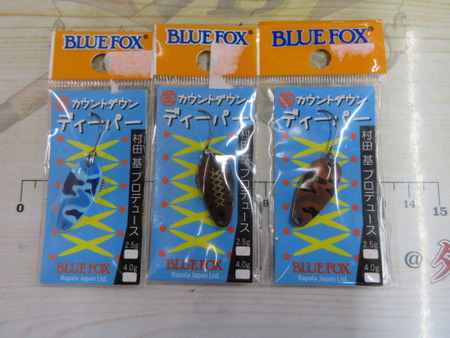 BLUE FOX
カウントダウン
ディーパー
村田 基 プロデュース
2.5g
4.0g
BLUE FOX
Rapala Japan Ltd.
BLUE FOX
カウントダウン
ディーパー
村田 基 プロデュース
2.5g
4.0g
BLUE FOX
Rapala Japan Ltd.
BLUE FOX
カウントダウン
ディーパー
村田 基 プロデュース
2.5g
4.0g
BLUE FOX
Rapala Japan Ltd.
0
15
@